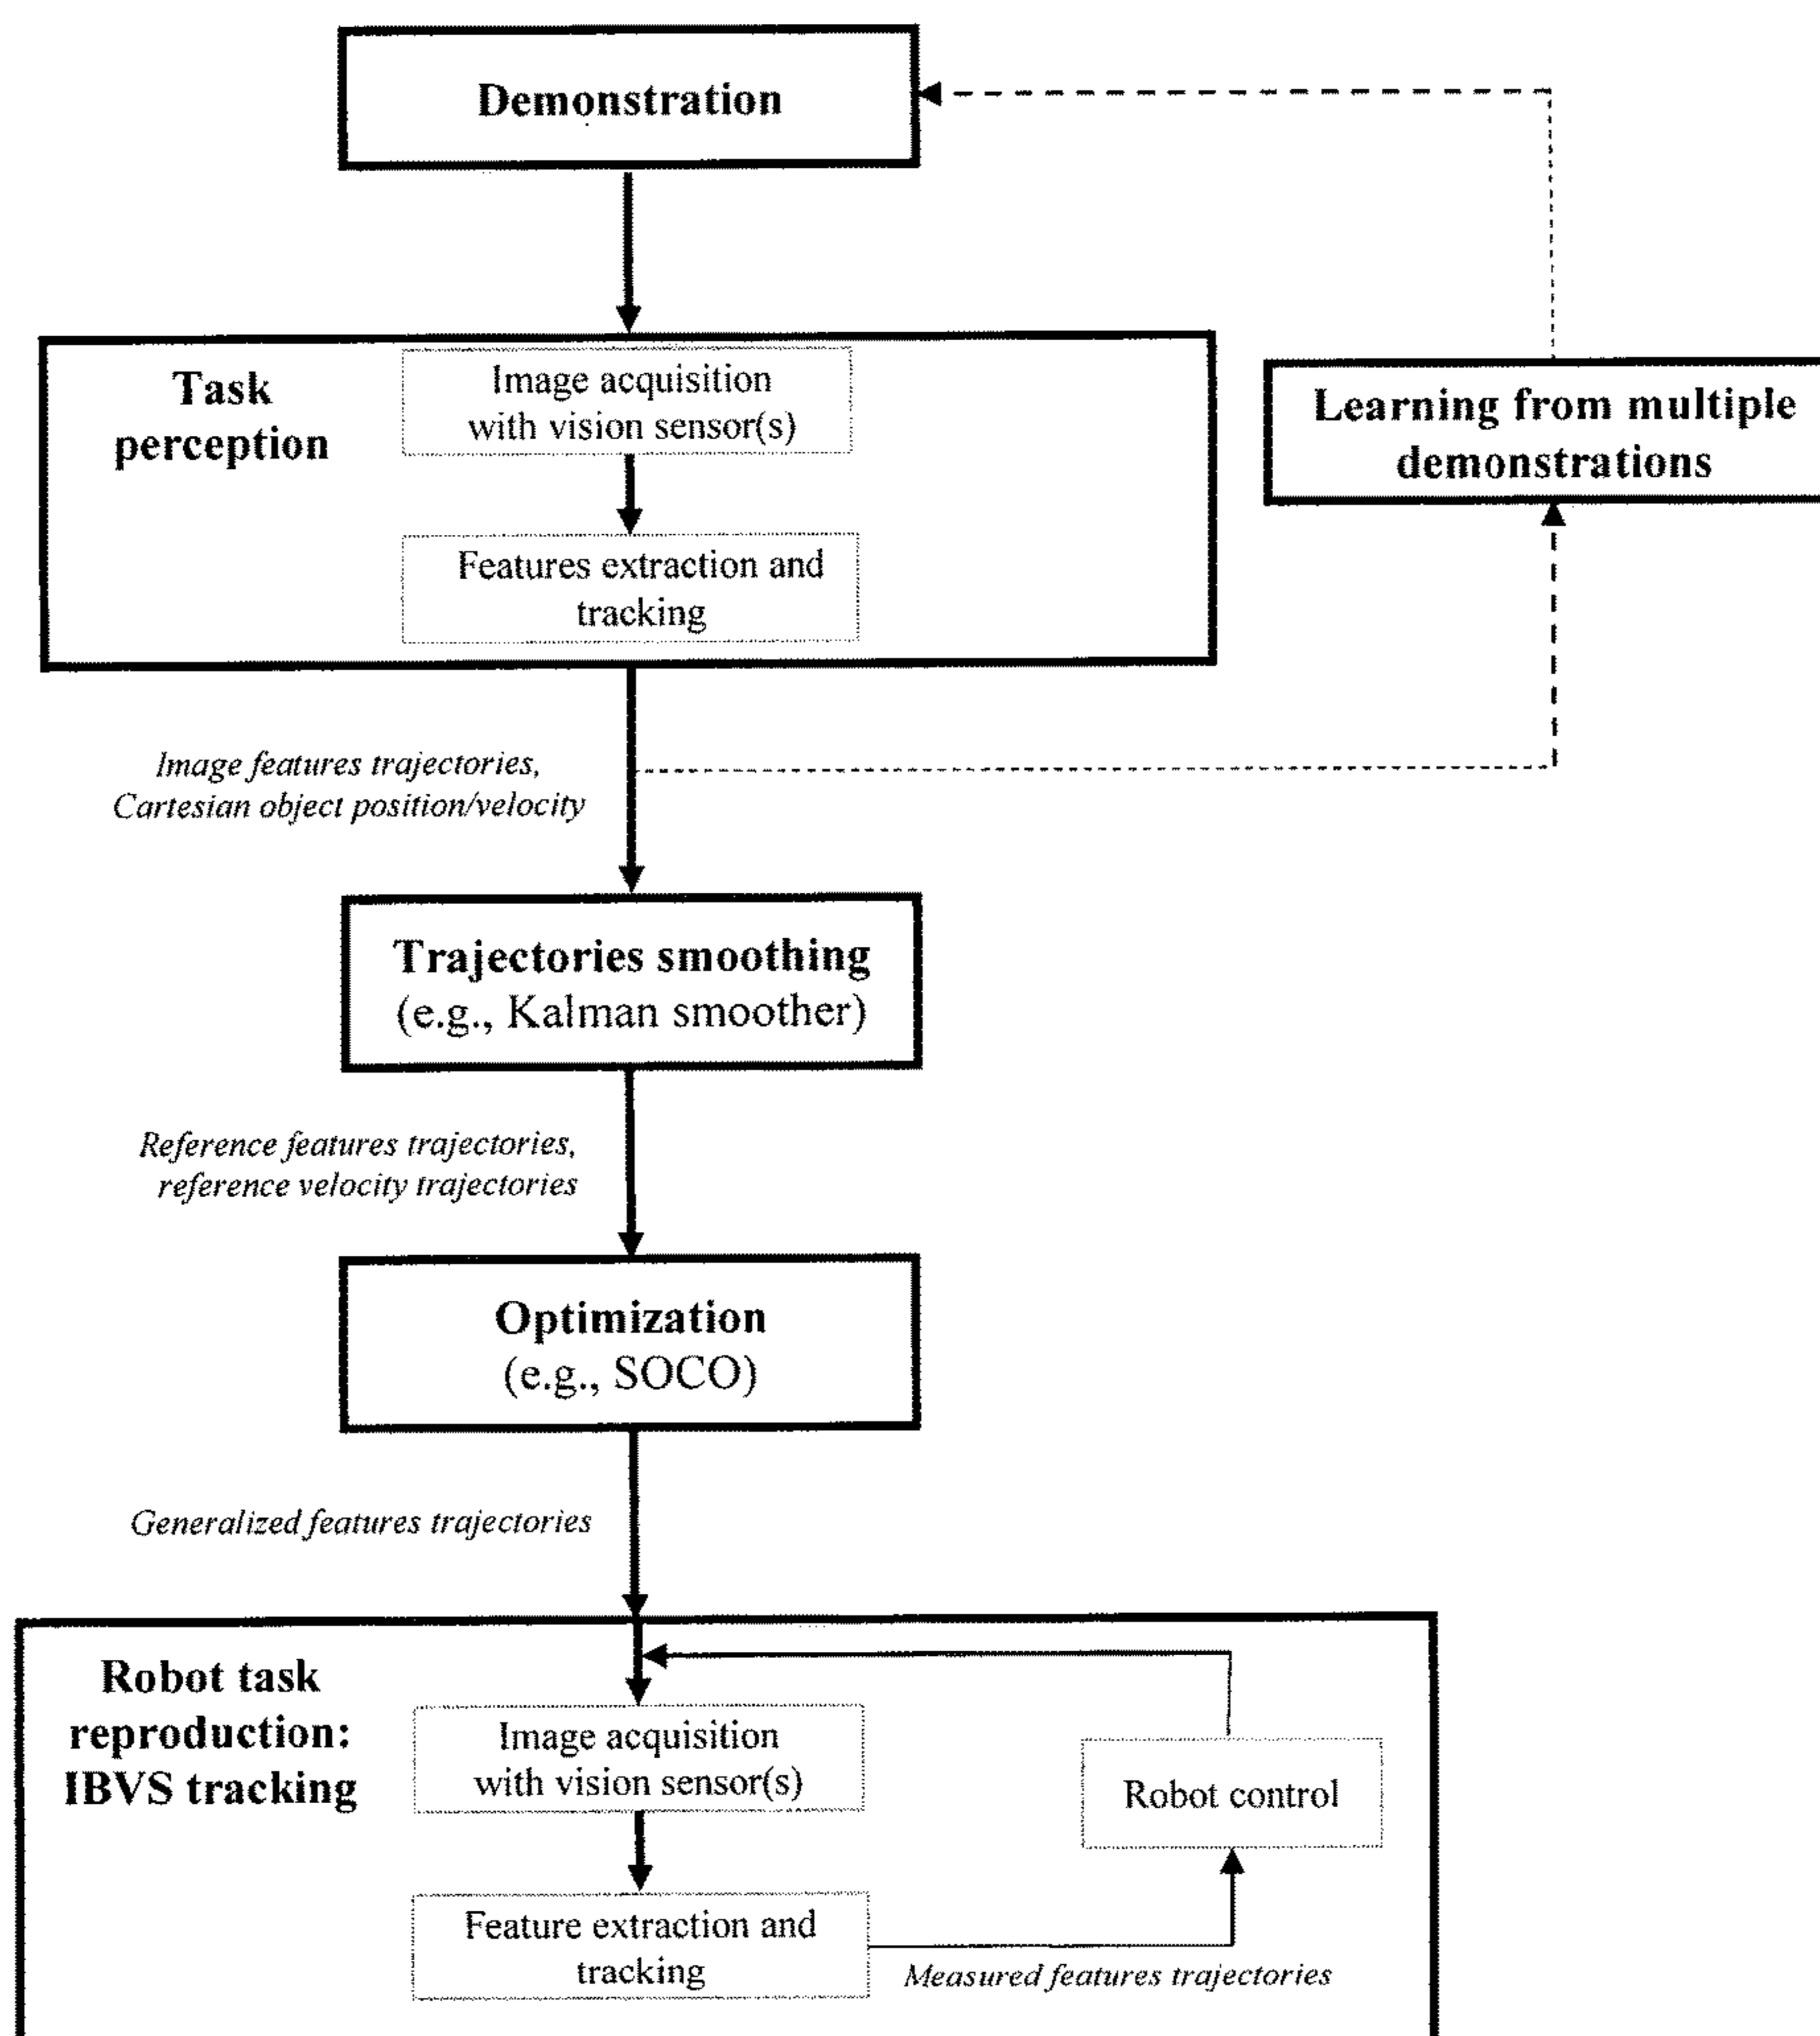 Demonstration
Task
perception
Image acquisition
with vision sensor(s)
Features extraction and
tracking
Learning from multiple
demonstrations
Image features trajectories,
Cartesian object position/velocity
Trajectories smoothing
(e.g., Kalman smoother)
Reference features trajectories,
reference velocity trajectories
Optimization
(e.g., SOCO)
Generalized features trajectories
Robot task
reproduction:
IBVS tracking
Image acquisition
with vision sensor(s)
Robot control
Feature extraction and
tracking
Measured features trajectories